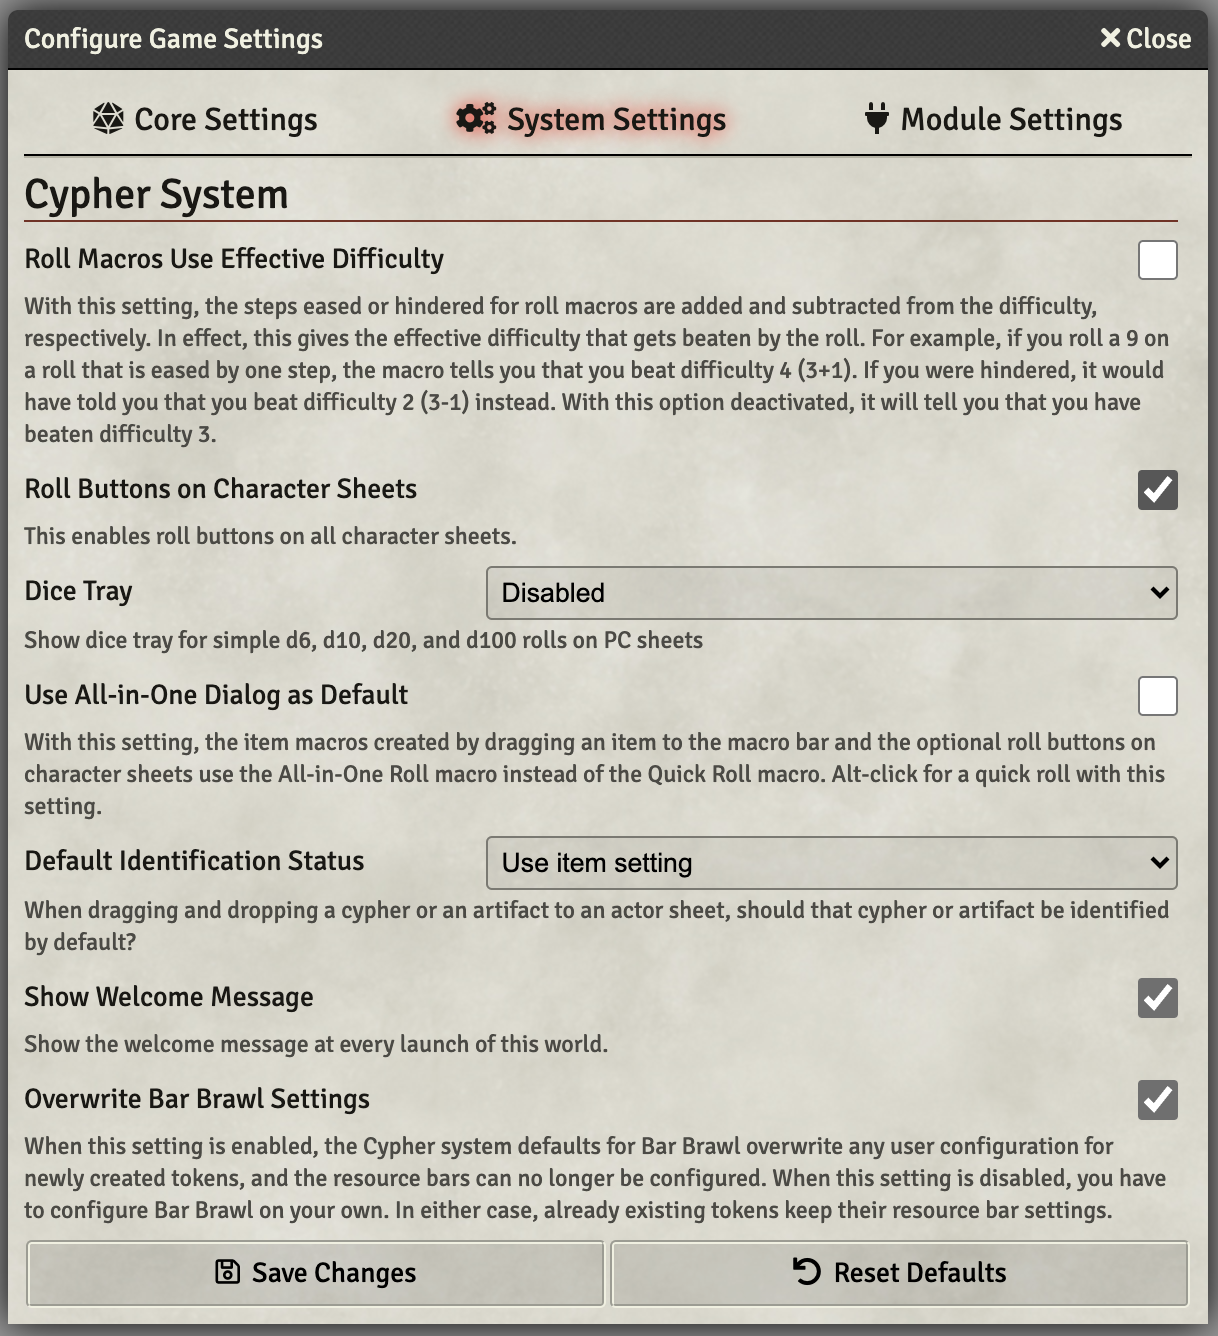 Configure Game Settings
Close
Core Settings
System Settings
Module Settings
Cypher System
Roll Macros Use Effective Difficulty
With this setting, the steps eased or hindered for roll macros are added and subtracted from the difficulty,
respectively. In effect, this gives the effective difficulty that gets beaten by the roll. For example, if you roll a 9 on
a roll that is eased by one step, the macro tells you that you beat difficulty 4 (3+1). If you were hindered, it would
have told you that you beat difficulty 2 (3-1) instead. With this option deactivated, it will tell you that you have
beaten difficulty 3.
Roll Buttons on Character Sheets
This enables roll buttons on all character sheets.
Dice Tray
Disabled
Show dice tray for simple d6, d10, d20, and d100 rolls on PC sheets
Use All-in-One Dialog as Default
With this setting, the item macros created by dragging an item to the macro bar and the optional roll buttons on
character sheets use the All-in-One Roll macro instead of the Quick Roll macro. Alt-click for a quick roll with this
setting.
Default Identification Status
Use item setting
When dragging and dropping a cypher or an artifact to an actor sheet, should that cypher or artifact be identified
by default?
Show Welcome Message
Show the welcome message at every launch of this world.
Overwrite Bar Brawl Settings
When this setting is enabled, the Cypher system defaults for Bar Brawl overwrite any user configuration for
newly created tokens, and the resource bars can no longer be configured. When this setting is disabled, you have
to configure Bar Brawl on your own. In either case, already existing tokens keep their resource bar settings.
Save Changes
Reset Defaults